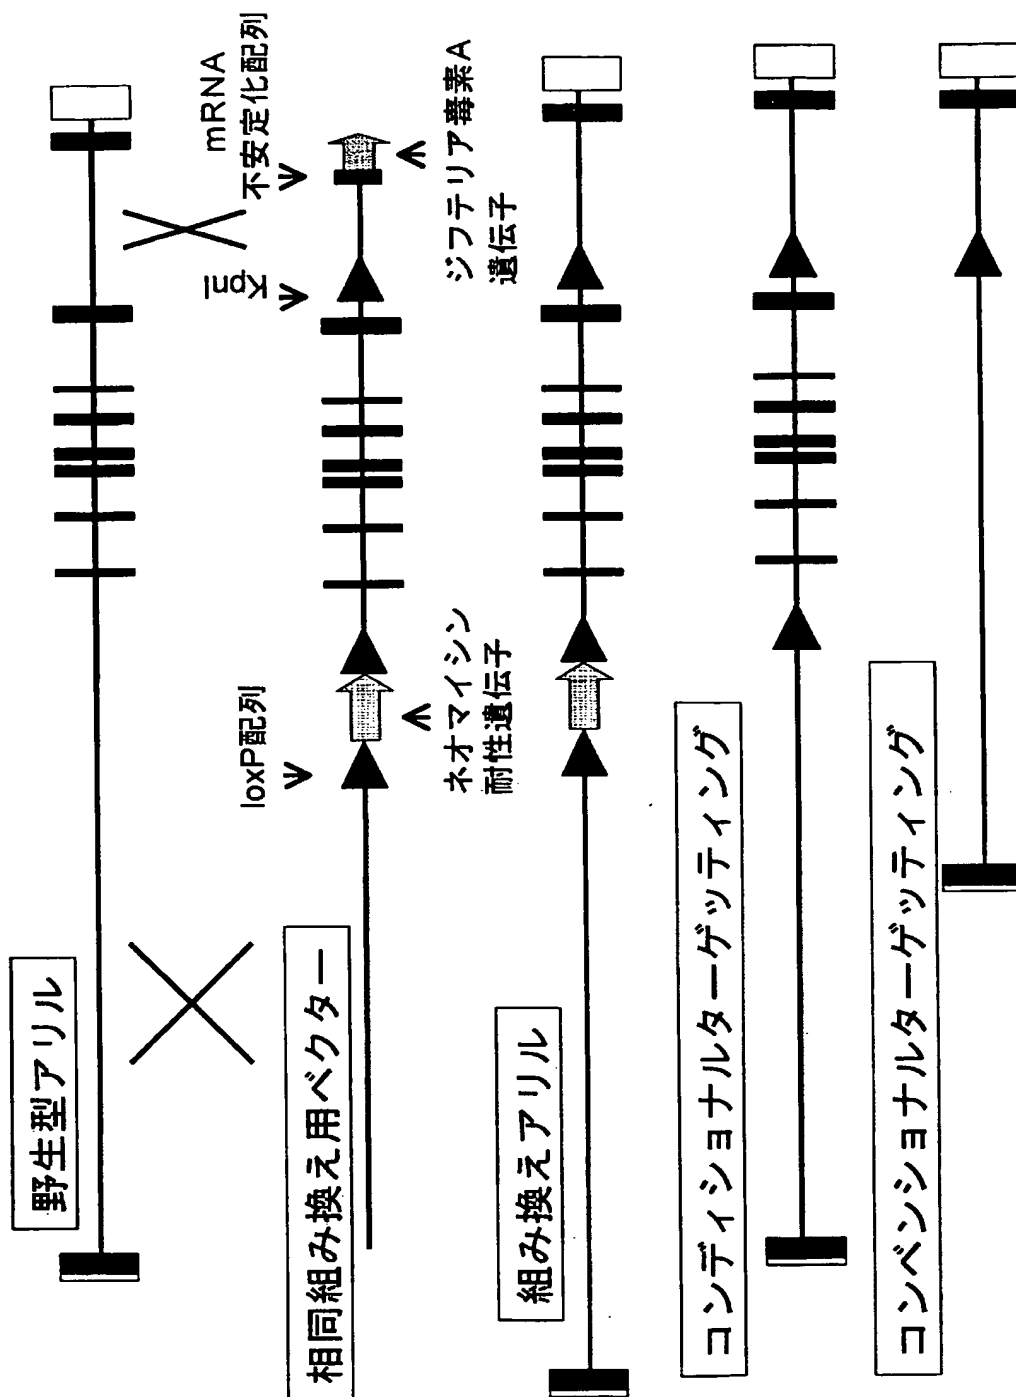 野生型アリル
相同組み換え用ベクター
loxP配列
ネオマイシン
耐性遺伝子
KpnI
mRNA
不安定化配列
ジフテリア毒素A
遺伝子
組み換えアリル
コンディショナルターゲッティング
コンベンショナルターゲッティング